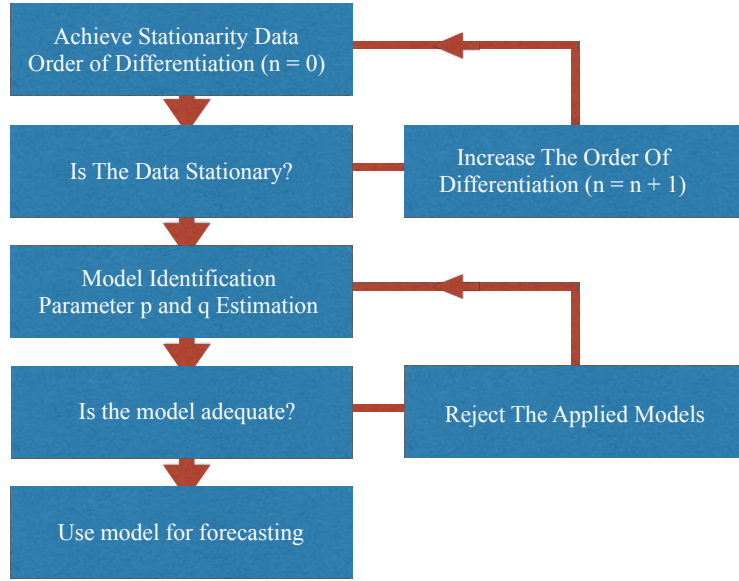 Achieve Stationarity Data
Order of Differentiation (n = 0)
Is The Data Stationary?
Increase The Order Of
Differentiation (n = n + 1)
Model Identification
Parameter p and q Estimation
Is the model adequate?
Reject The Applied Models
Use model for forecasting